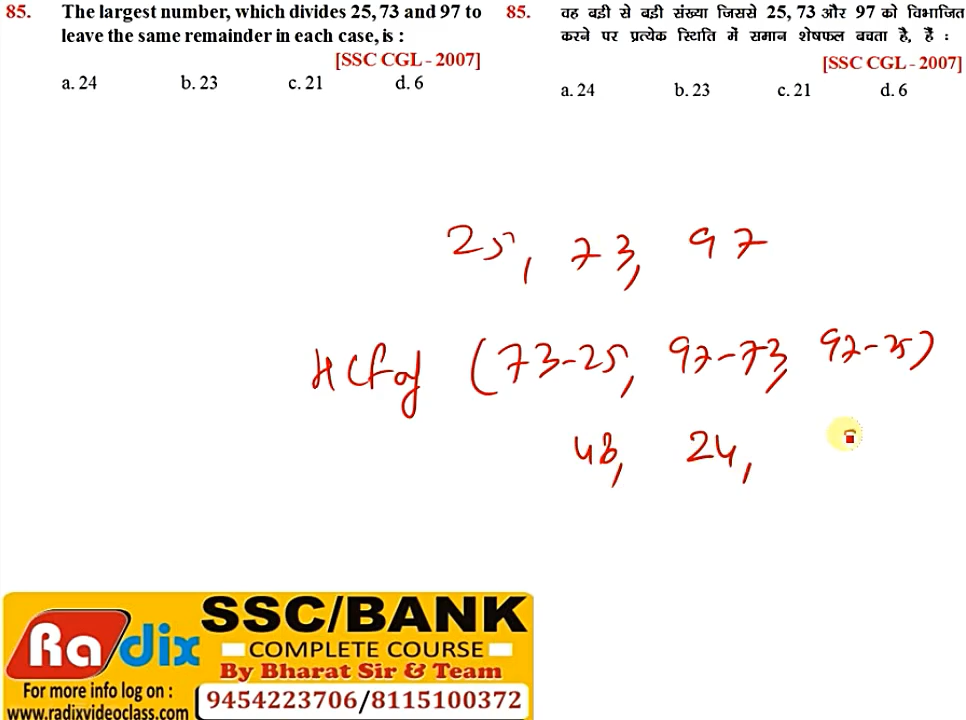 85. The largest number, which divides 25, 73 and 97 to
leave the same remainder in each case, is :
[SSC CGL - 2007]
a. 24 b. 23 c. 21 d. 6
85. वह बड़ी से बड़ी संख्या जिससे 25, 73 और 97 को विभाजित
करने पर प्रत्येक स्थिति में समान शेषफल बचता है, हैं :
[SSC CGL - 2007]
a. 24 b. 23 c. 21 d. 6
25, 73, 97
HCF of (73-25, 97-73, 97-25)
48, 24,
Radix
SSC/BANK
COMPLETE COURSE
By Bharat Sir & Team
For more info log on :
www.radixvideoclass.com
9454223706/8115100372